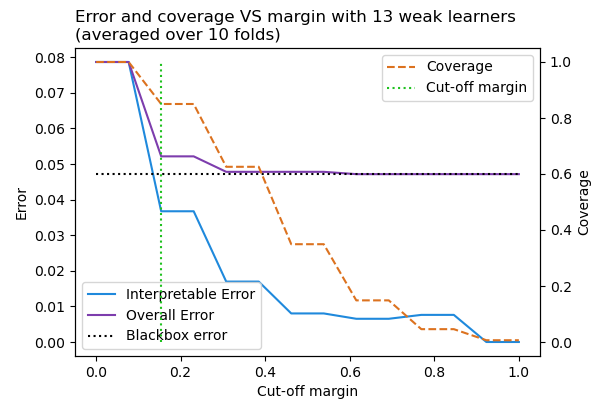 Error and coverage VS margin with 13 weak learners
(averaged over 10 folds)
0.08
0.07
0.06
0.05
0.04
0.03
0.02
0.01
0.00
Error
1.0
0.8
0.6
0.4
0.2
0.0
Coverage
Coverage
Cut-off margin
Interpretable Error
Overall Error
Blackbox error
0.0 0.2 0.4 0.6 0.8 1.0
Cut-off margin